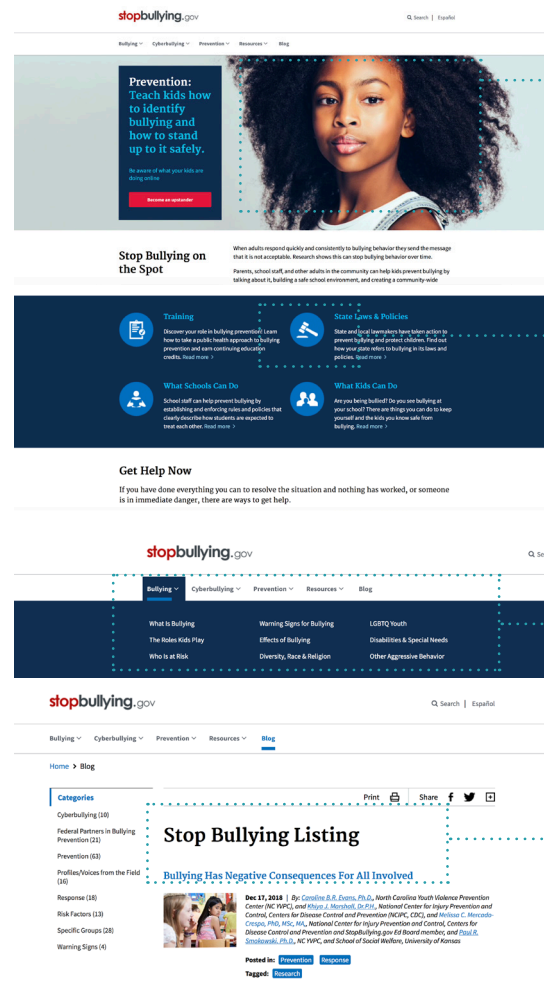 stopbullying.gov
Search | Español
Bullying Cyberbullying Prevention Resources Blog
Prevention:
Teach kids how
to identify
bullying and
how to stand
up to it safely.
Be aware of what your kids are
doing online
Become an upstander
Stop Bullying on
the Spot
When adults respond quickly and consistently to bullying behavior they send the message
that it is not acceptable. Research shows this can stop bullying behavior over time.
Parents, school staff, and other adults in the community can help kids prevent bullying by
talking about it, building a safe school environment, and creating a community-wide
Training
Discover your role in bullying prevention! Learn
how to take a public health approach to bullying
prevention and earn continuing education
credits. Read more >
State Laws & Policies
State and local lawmakers have taken action to
prevent bullying and protect children. Find out
how your state refers to bullying in its laws and
policies. Read more >
What Schools Can Do
School staff can help prevent bullying by
establishing and enforcing rules and policies that
clearly describe how students are expected to
treat each other. Read more >
What Kids Can Do
Are you being bullied? Do you see bullying at
your school? There are things you can do to keep
yourself and the kids you know safe from
bullying. Read more >
Get Help Now
If you have done everything you can to resolve the situation and nothing has worked, or someone
is in immediate danger, there are ways to get help.
stopbullying.gov
Se
Bullying Cyberbullying Prevention Resources Blog
What Is Bullying Warning Signs for Bullying LGBTQ Youth
The Roles Kids Play Effects of Bullying Disabilities & Special Needs
Who Is at Risk Diversity, Race & Religion Other Aggressive Behavior
stopbullying.gov
Search | Español
Bullying Cyberbullying Prevention Resources Blog
Home > Blog
Print Share
Categories
Cyberbullying (10)
Federal Partners in Bullying
Prevention (21)
Prevention (63)
Profiles/Voices from the Field
(16)
Response (18)
Risk Factors (13)
Specific Groups (28)
Warning Signs (4)
Stop Bullying Listing
Bullying Has Negative Consequences For All Involved
Dec 17, 2018 | By: Caroline B.R. Evans, Ph.D., North Carolina Youth Violence Prevention
Center (NC YVPC), and Khiya J. Marshall, Dr.P.H., National Center for Injury Prevention and
Control, Centers for Disease Control and Prevention (NCIPC, CDC), and Melissa C. Mercado-
Crespo, PhD, MSc, MA,, National Center for Injury Prevention and Control, Centers for
Disease Control and Prevention and StopBullying.gov Ed Board member, and Paul R.
Smokowski, Ph.D., NC YVPC, and School of Social Welfare, University of Kansas
Posted in: Prevention Response
Tagged: Research